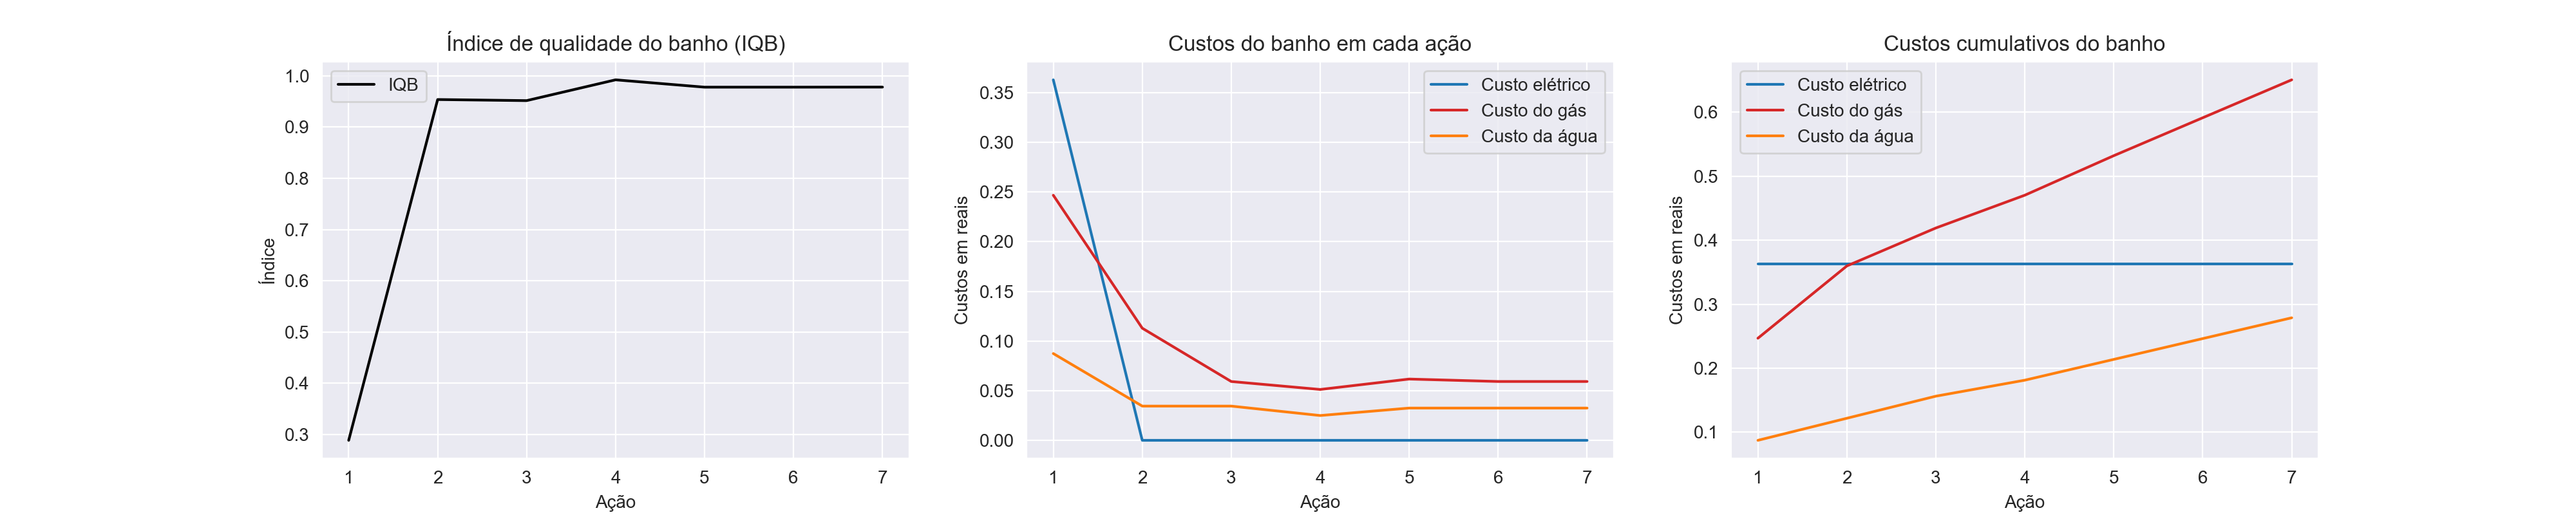 Índice de qualidade do banho (IQB)
IQB
1.0
0.9
0.8
0.7
0.6
0.5
0.4
0.3
Índice
1 2 3 4 5 6 7
Ação
Custos do banho em cada ação
Custo elétrico
Custo do gás
Custo da água
0.35
0.30
0.25
0.20
0.15
0.10
0.05
0.00
Custos em reais
1 2 3 4 5 6 7
Ação
Custos cumulativos do banho
Custo elétrico
Custo do gás
Custo da água
0.6
0.5
0.4
0.3
0.2
0.1
Custos em reais
1 2 3 4 5 6 7
Ação